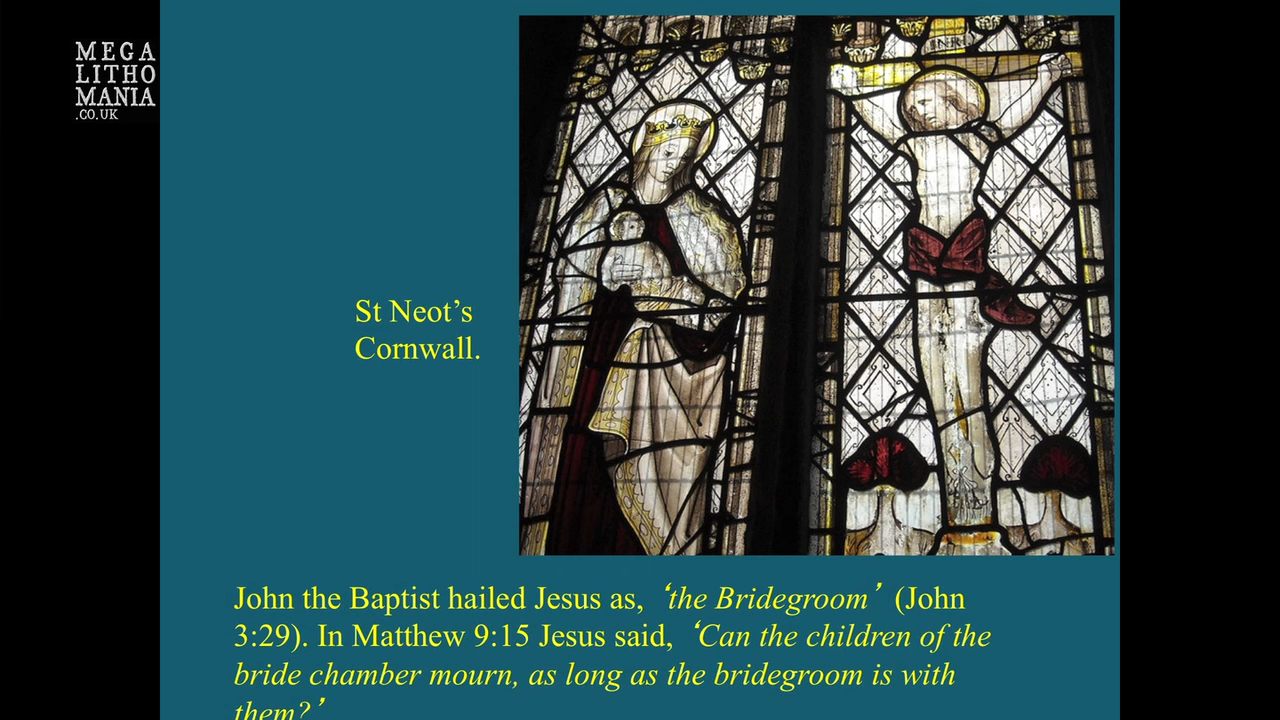 MEGA
LITHO
MANIA
.CO.UK
INRI
St Neot’s
Cornwall.
John the Baptist hailed Jesus as, ‘the Bridegroom’ (John
3:29). In Matthew 9:15 Jesus said, ‘Can the children of the
bride chamber mourn, as long as the bridegroom is with
them?’